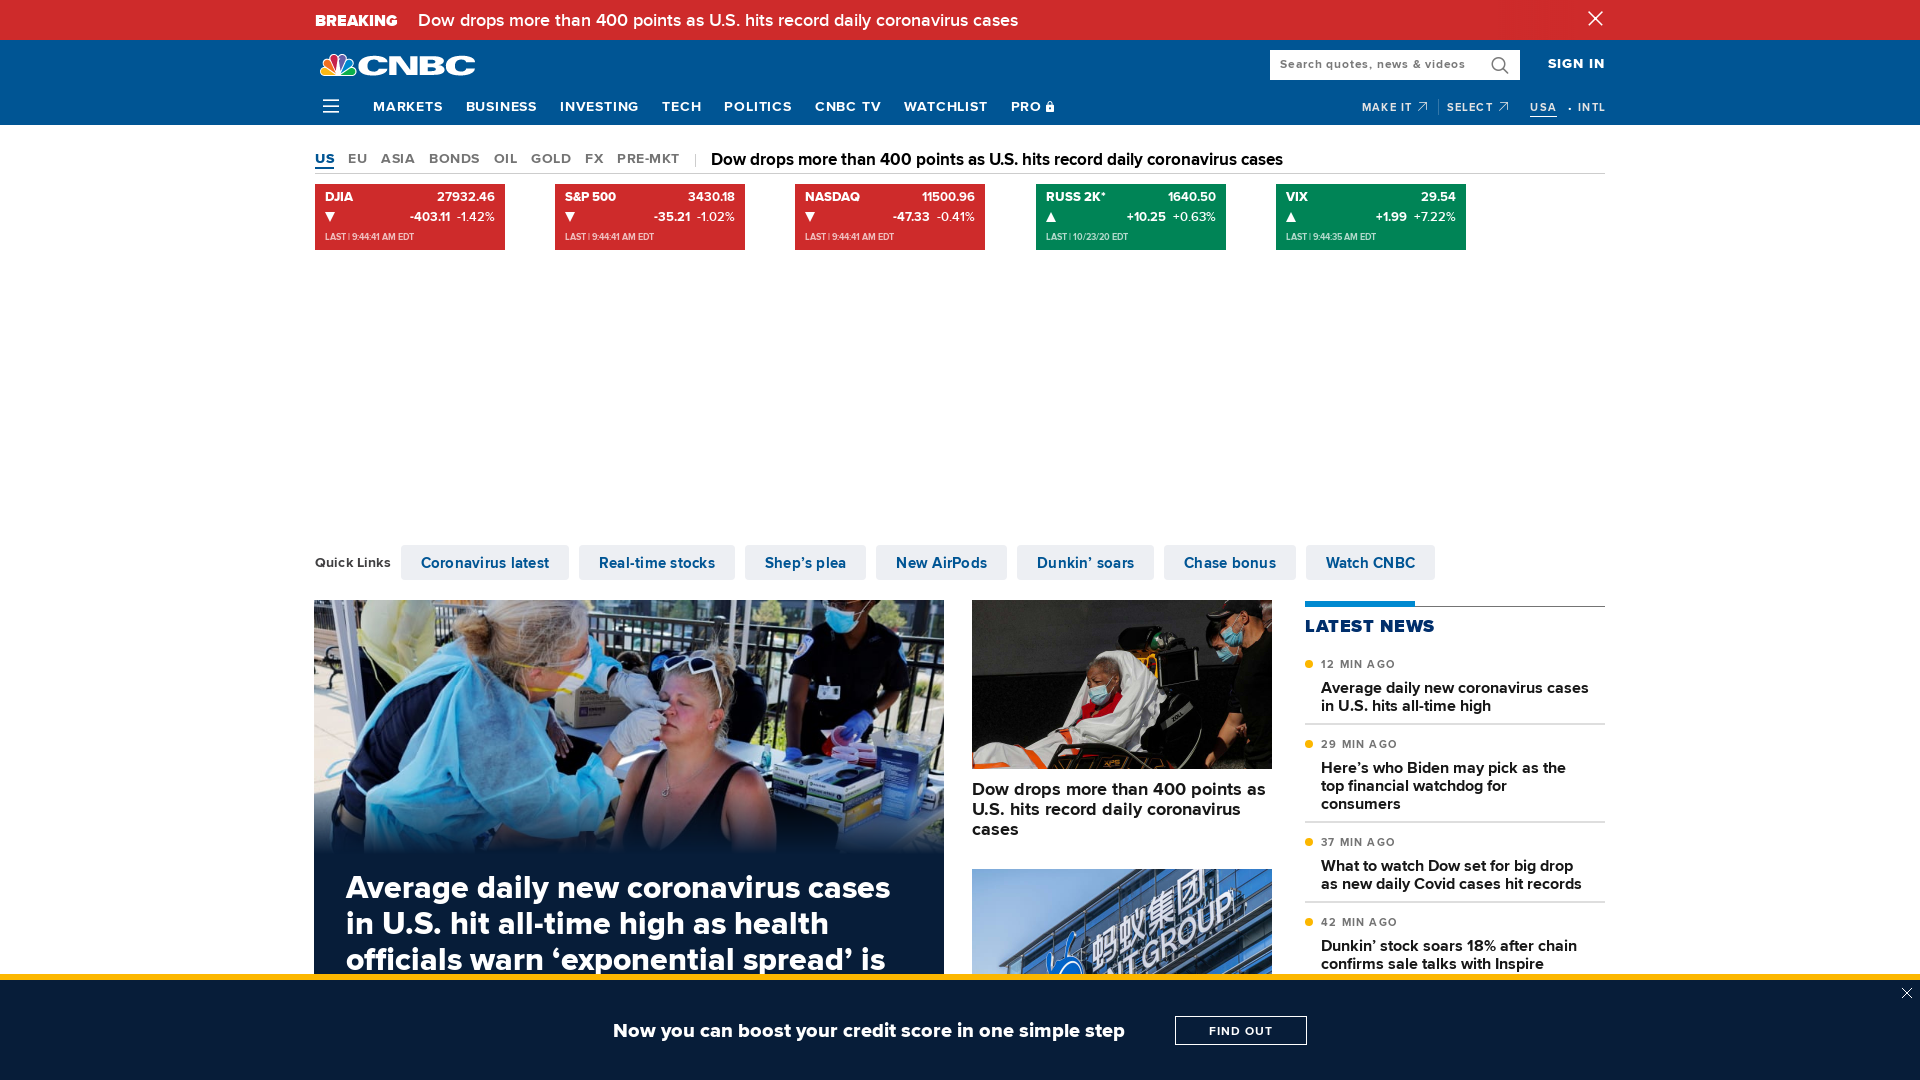 BREAKING Dow drops more than 400 points as U.S. hits record daily coronavirus cases
CNBC
Search quotes, news & videos
SIGN IN
MARKETS BUSINESS INVESTING TECH POLITICS CNBC TV WATCHLIST PRO
MAKE IT SELECT USA • INTL
US EU ASIA BONDS OIL GOLD FX PRE-MKT Dow drops more than 400 points as U.S. hits record daily coronavirus cases
DJIA 27932.46
-403.11 -1.42%
LAST | 9:44:41 AM EDT
S&P 500 3430.18
-35.21 -1.02%
LAST | 9:44:41 AM EDT
NASDAQ 11500.96
-47.33 -0.41%
LAST | 9:44:41 AM EDT
RUSS 2K* 1640.50
+10.25 +0.63%
LAST | 10/23/20 EDT
VIX 29.54
+1.99 +7.22%
LAST | 9:44:35 AM EDT
Quick Links Coronavirus latest Real-time stocks Shep’s plea New AirPods Dunkin’ soars Chase bonus Watch CNBC
Average daily new coronavirus cases
in U.S. hit all-time high as health
officials warn ‘exponential spread’ is
Dow drops more than 400 points as
U.S. hits record daily coronavirus
cases
蚂蚁集团
ANT GROUP
LATEST NEWS
12 MIN AGO
Average daily new coronavirus cases
in U.S. hits all-time high
29 MIN AGO
Here’s who Biden may pick as the
top financial watchdog for
consumers
37 MIN AGO
What to watch Dow set for big drop
as new daily Covid cases hit records
42 MIN AGO
Dunkin’ stock soars 18% after chain
confirms sale talks with Inspire
Now you can boost your credit score in one simple step
FIND OUT